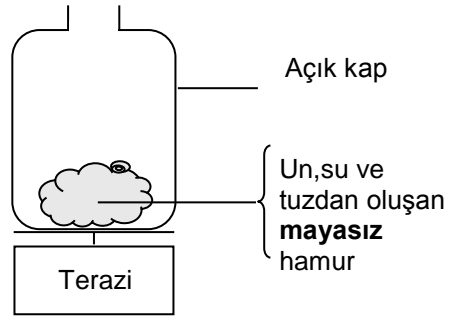 Açık kap
Un,su ve
tuzdan oluşan
mayasız
hamur
Terazi